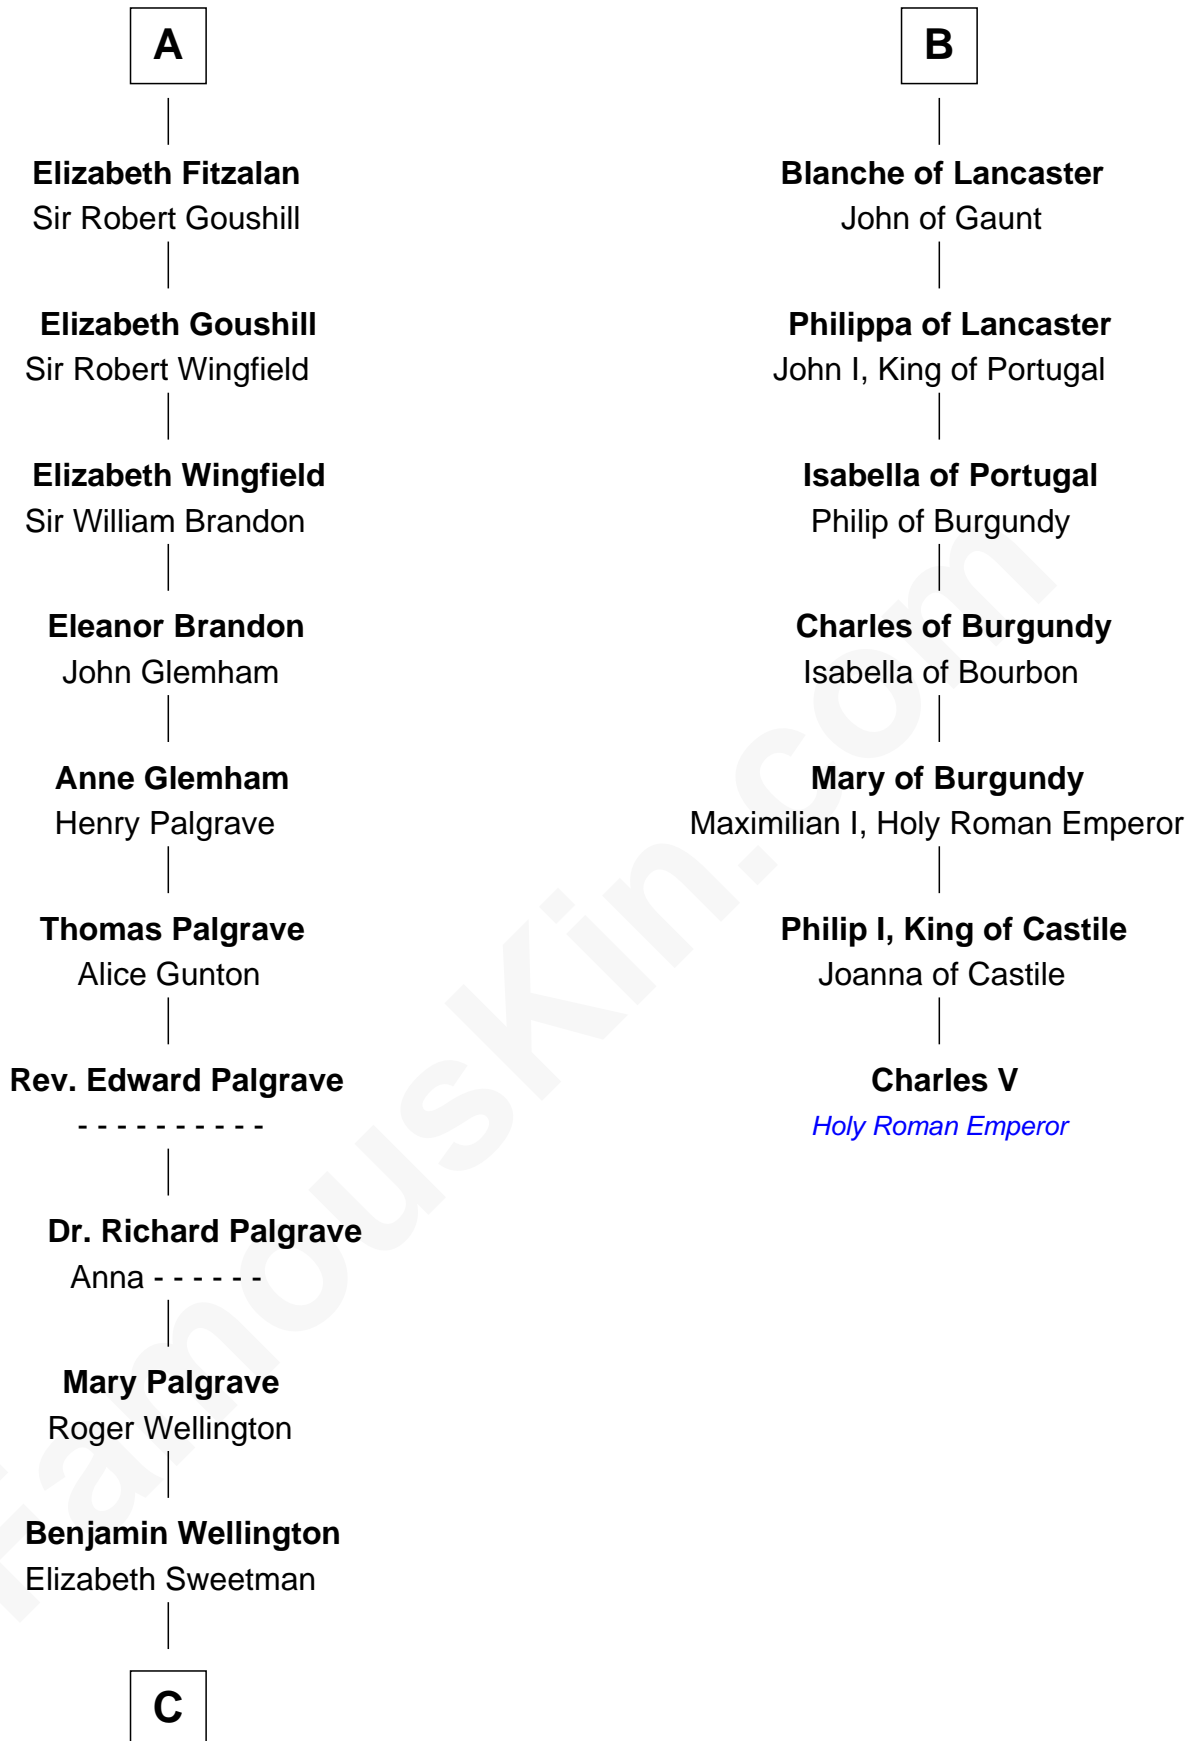 A
Elizabeth Fitzalan
Sir Robert Goushill
Elizabeth Goushill
Sir Robert Wingfield
Elizabeth Wingfield
Sir William Brandon
Eleanor Brandon
John Glemham
Anne Glemham
Henry Palgrave
Thomas Palgrave
Alice Gunton
Rev. Edward Palgrave
- - - - - - - - - -
Dr. Richard Palgrave
Anna - - - - - -
Mary Palgrave
Roger Wellington
Benjamin Wellington
Elizabeth Sweetman
C
B
Blanche of Lancaster
John of Gaunt
Philippa of Lancaster
John I, King of Portugal
Isabella of Portugal
Philip of Burgundy
Charles of Burgundy
Isabella of Bourbon
Mary of Burgundy
Maximilian I, Holy Roman Emperor
Philip I, King of Castile
Joanna of Castile
Charles V
Holy Roman Emperor
FamousKin.com